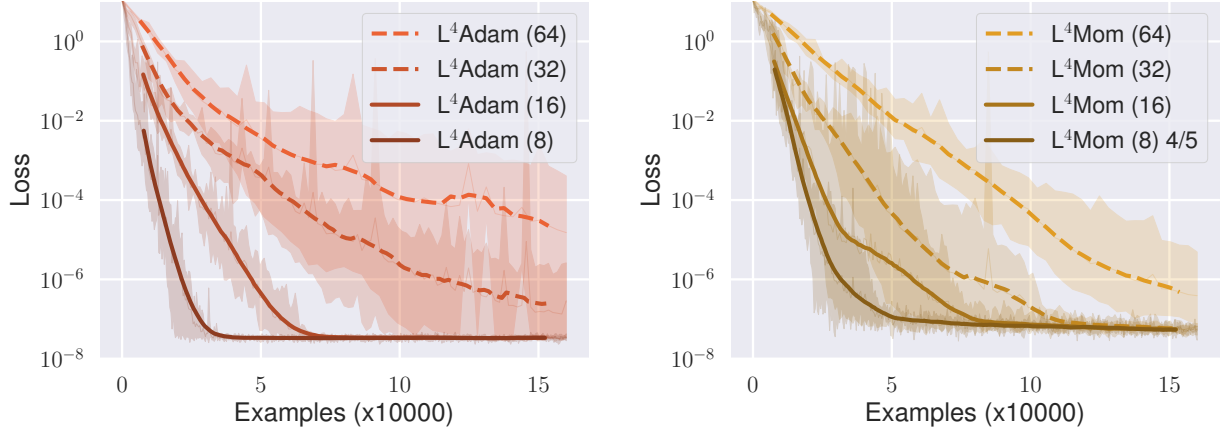 L⁴Adam (64)
L⁴Adam (32)
L⁴Adam (16)
L⁴Adam (8)
10⁰
10⁻²
10⁻⁴
10⁻⁶
10⁻⁸
Loss
0 5 10 15
Examples (x10000)
L⁴Mom (64)
L⁴Mom (32)
L⁴Mom (16)
L⁴Mom (8) 4/5
10⁰
10⁻²
10⁻⁴
10⁻⁶
10⁻⁸
Loss
0 5 10 15
Examples (x10000)